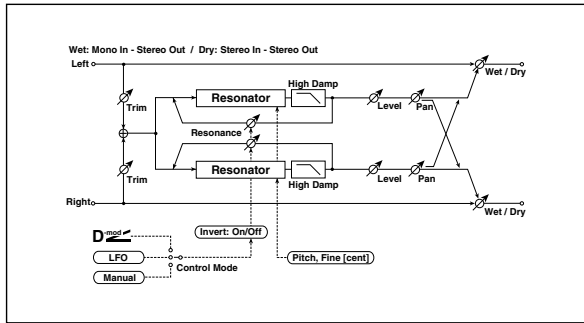 Wet: Mono In - Stereo Out / Dry: Stereo In - Stereo Out
Left
Wet / Dry
High Damp
Resonator
Trim
Level
Pan
Resonance
Resonator
Trim
High Damp
Level
Pan
Right
Wet / Dry
D-mod
Invert: On/Off
LFO
Control Mode
Pitch, Fine [cent]
Manual